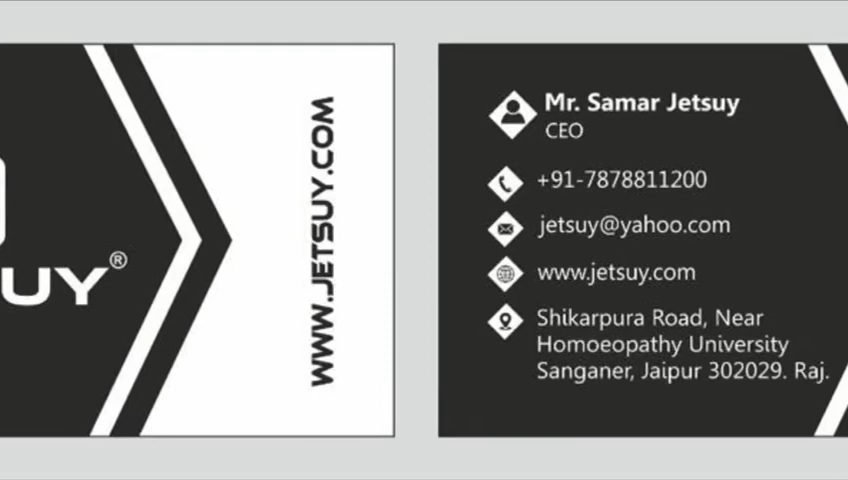 UY®
WWW.JETSUY.COM
Mr. Samar Jetsuy
CEO
+91-7878811200
jetsuy@yahoo.com
www.jetsuy.com
Shikarpura Road, Near
Homoeopathy University
Sanganer, Jaipur 302029. Raj.